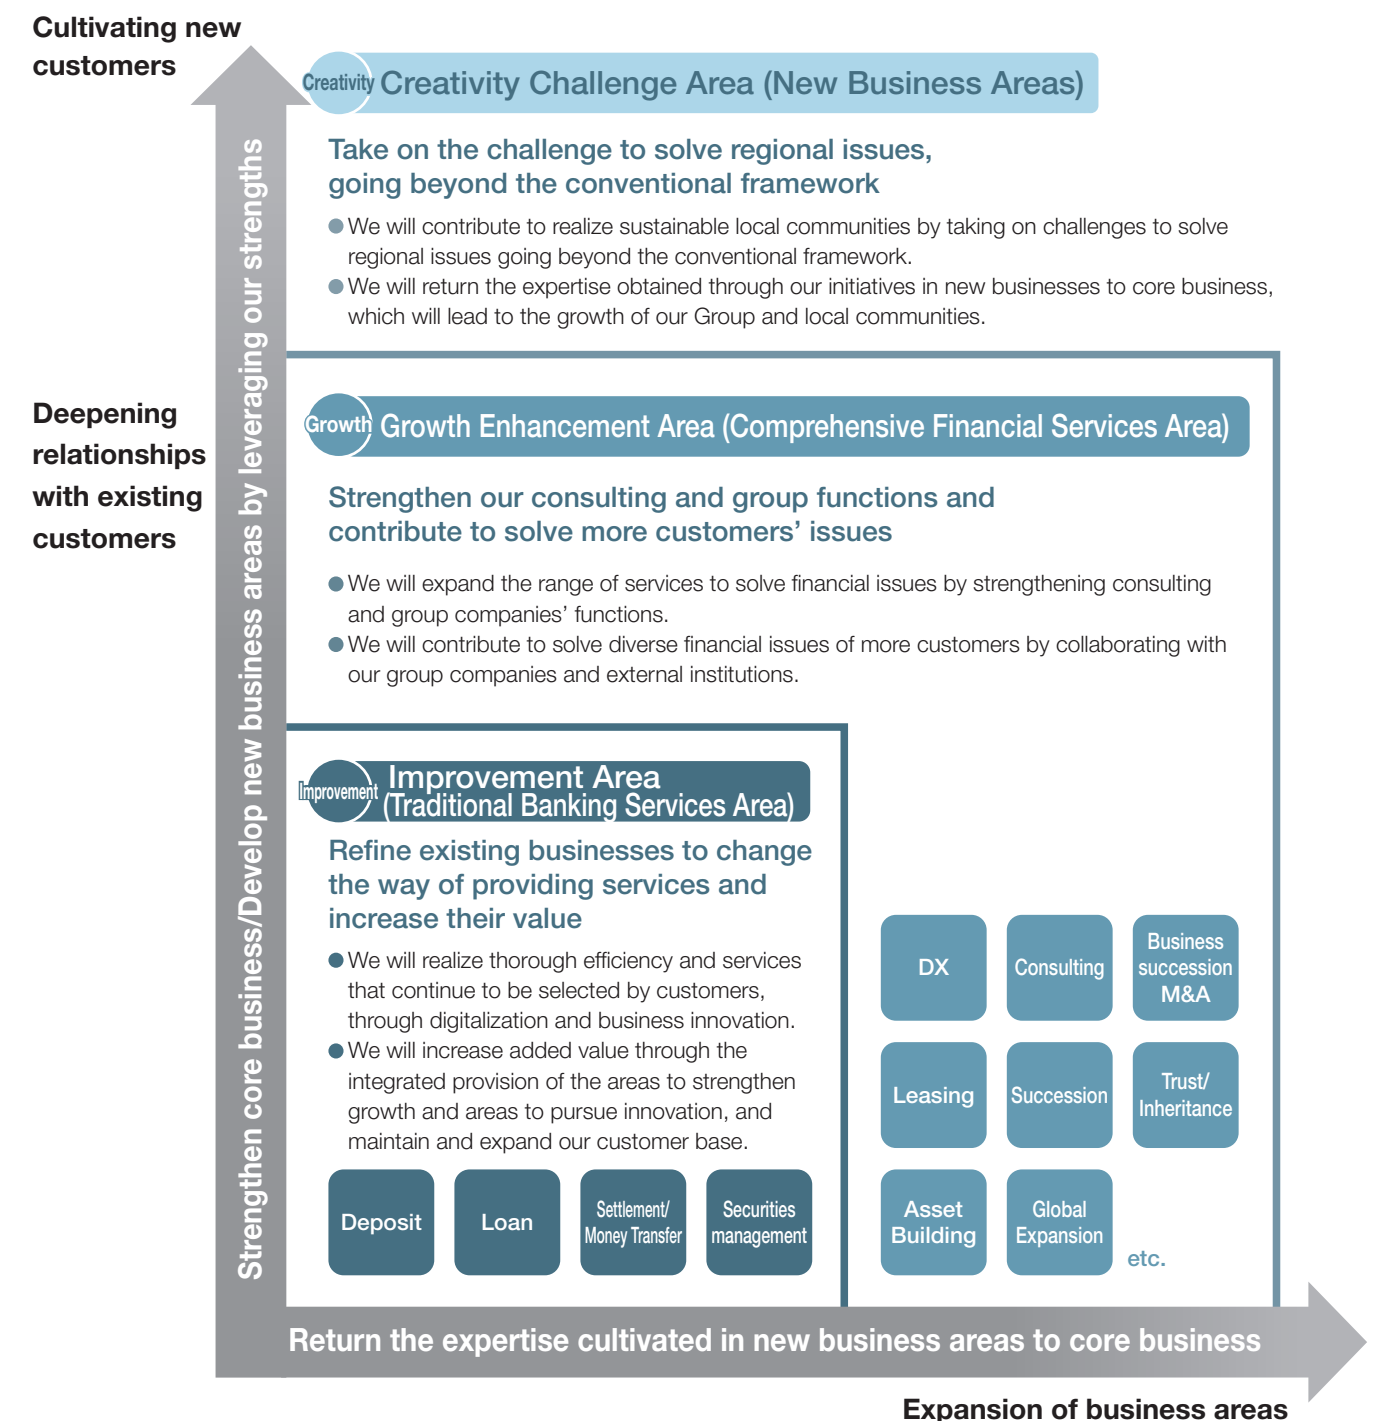 Cultivating new
customers
Creativity
Creativity Challenge Area (New Business Areas)
Take on the challenge to solve regional issues,
going beyond the conventional framework
● We will contribute to realize sustainable local communities by taking on challenges to solve
regional issues going beyond the conventional framework.
● We will return the expertise obtained through our initiatives in new businesses to core business,
which will lead to the growth of our Group and local communities.
Strengthen core business/Develop new business areas by leveraging our strengths
Deepening
relationships
with existing
customers
Growth
Growth Enhancement Area (Comprehensive Financial Services Area)
Strengthen our consulting and group functions and
contribute to solve more customers’ issues
● We will expand the range of services to solve financial issues by strengthening consulting
and group companies’ functions.
● We will contribute to solve diverse financial issues of more customers by collaborating with
our group companies and external institutions.
Improvement
Improvement Area
(Traditional Banking Services Area)
Refine existing businesses to change
the way of providing services and
increase their value
● We will realize thorough efficiency and services
that continue to be selected by customers,
through digitalization and business innovation.
● We will increase added value through the
integrated provision of the areas to strengthen
growth and areas to pursue innovation, and
maintain and expand our customer base.
Deposit
Loan
Settlement/
Money Transfer
Securities
management
DX
Consulting
Business
succession
M&A
Leasing
Succession
Trust/
Inheritance
Asset
Building
Global
Expansion
etc.
Return the expertise cultivated in new business areas to core business
Expansion of business areas